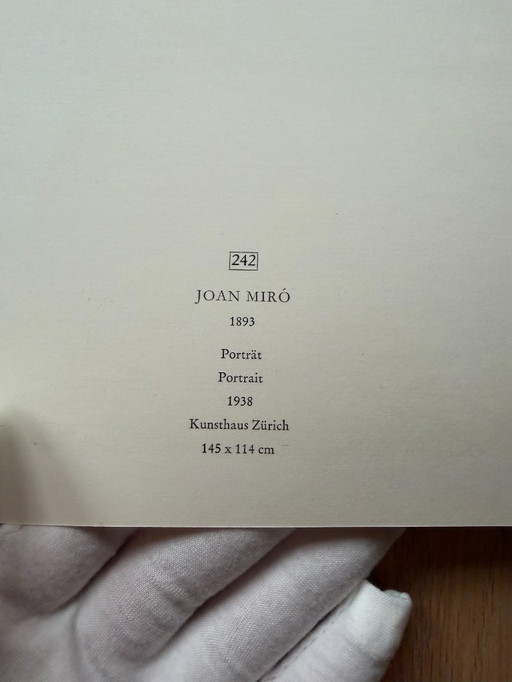 242
JOAN MIRÓ
1893
Porträt
Portrait
1938
Kunsthaus Zürich
145 x 114 cm